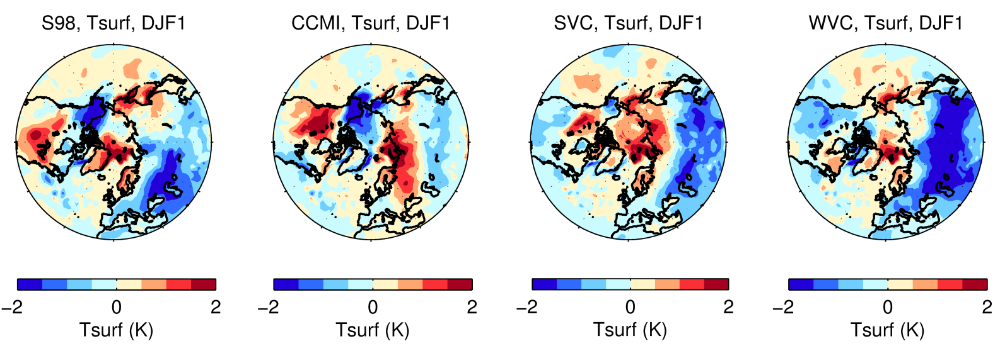 S98, Tsurf, DJF1
CCMI, Tsurf, DJF1
SVC, Tsurf, DJF1
WVC, Tsurf, DJF1
−2 0 2
−2 0 2
−2 0 2
−2 0 2
Tsurf (K)
Tsurf (K)
Tsurf (K)
Tsurf (K)